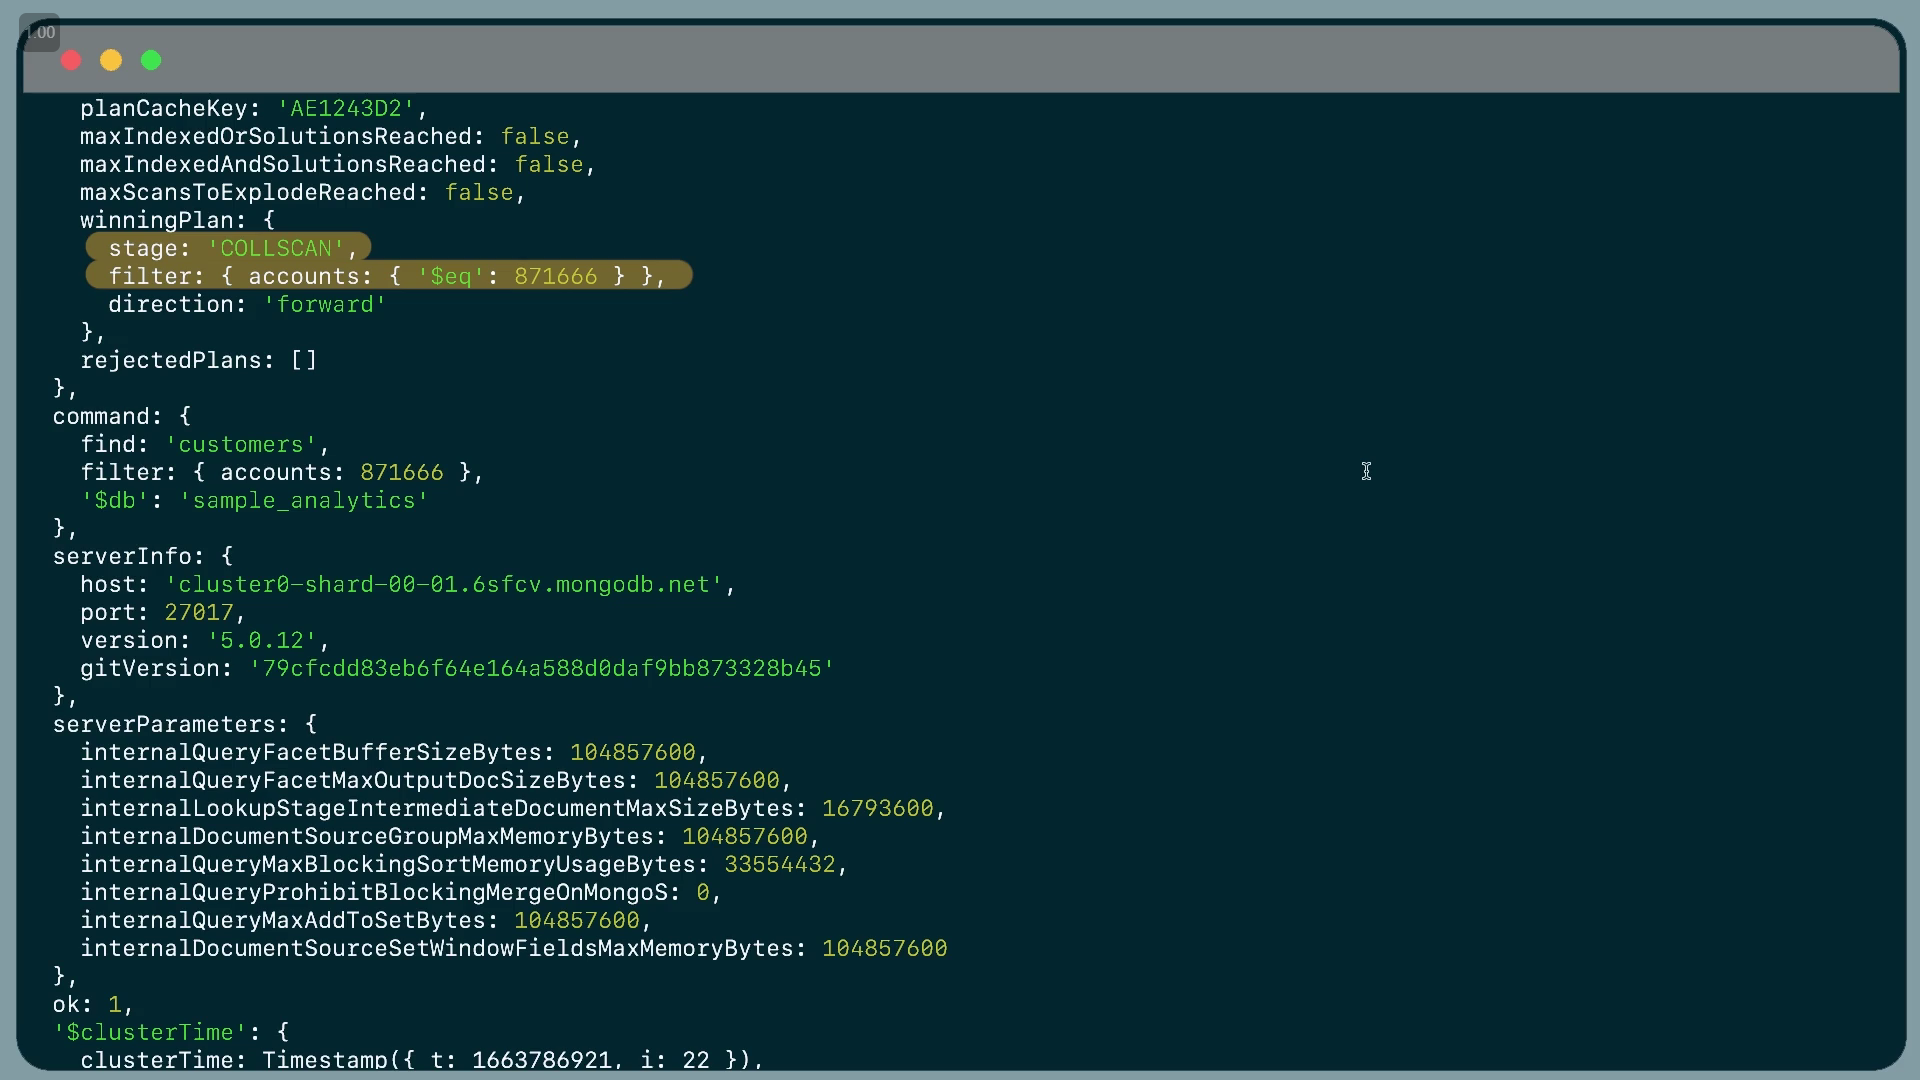 1.00
planCacheKey: 'AE1243D2',
maxIndexedOrSolutionsReached: false,
maxIndexedAndSolutionsReached: false,
maxScansToExplodeReached: false,
winningPlan: {
stage: 'COLLSCAN',
filter: { accounts: { '$eq': 871666 } },
direction: 'forward'
},
rejectedPlans: []
},
command: {
find: 'customers',
filter: { accounts: 871666 },
'$db': 'sample_analytics'
},
serverInfo: {
host: 'cluster0-shard-00-01.6sfcv.mongodb.net',
port: 27017,
version: '5.0.12',
gitVersion: '79cfcdd83eb6f64e164a588d0daf9bb873328b45'
},
serverParameters: {
internalQueryFacetBufferSizeBytes: 104857600,
internalQueryFacetMaxOutputDocSizeBytes: 104857600,
internalLookupStageIntermediateDocumentMaxSizeBytes: 16793600,
internalDocumentSourceGroupMaxMemoryBytes: 104857600,
internalQueryMaxBlockingSortMemoryUsageBytes: 33554432,
internalQueryProhibitBlockingMergeOnMongoS: 0,
internalQueryMaxAddToSetBytes: 104857600,
internalDocumentSourceSetWindowFieldsMaxMemoryBytes: 104857600
},
ok: 1,
'$clusterTime': {
clusterTime: Timestamp({ t: 1663786921, i: 22 }),